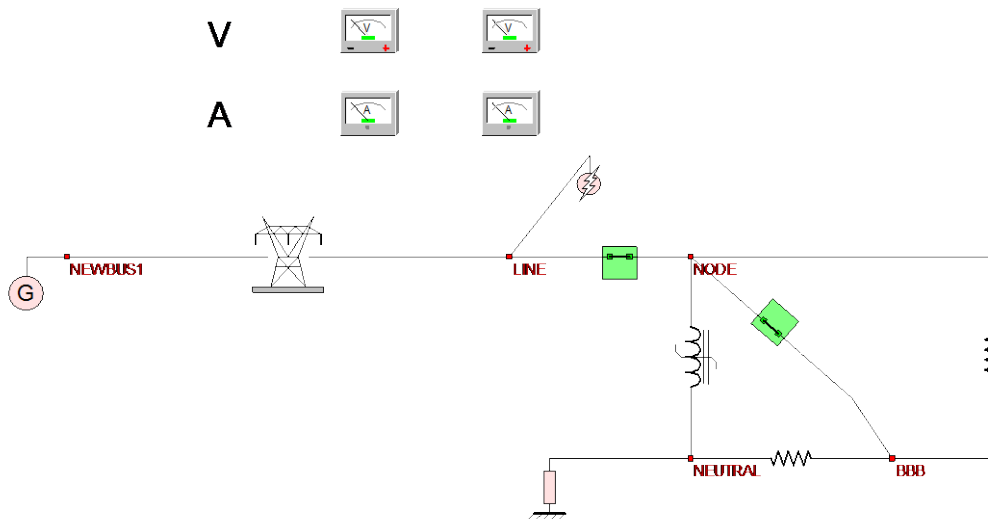 V
V
V
- +
- +
A
A
A
NEWBUS1
LINE
NODE
G
NEUTRAL
BBB